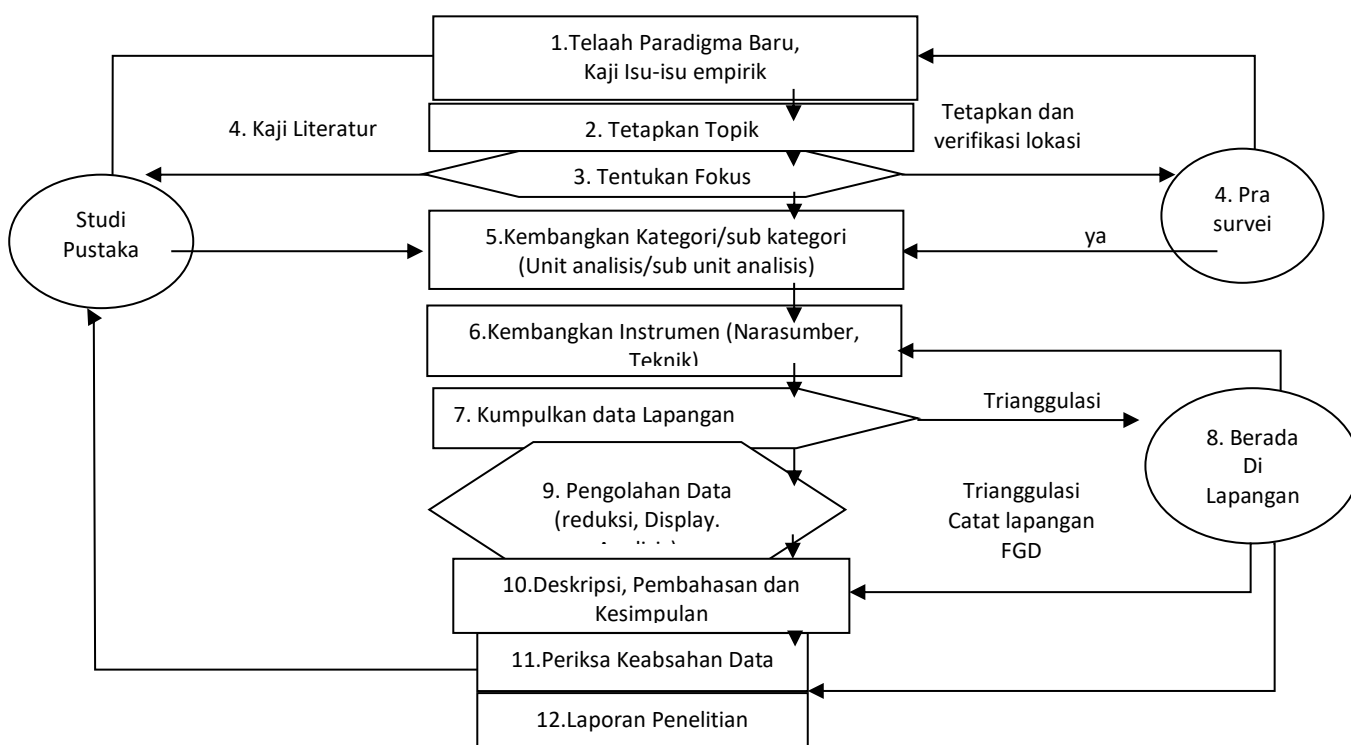 1.Telaah Paradigma Baru,
Kaji Isu-isu empirik
4. Kaji Literatur
2. Tetapkan Topik
Tetapkan dan
verifikasi lokasi
3. Tentukan Fokus
Studi
Pustaka
4. Pra
survei
5.Kembangkan Kategori/sub kategori
(Unit analisis/sub unit analisis)
ya
6.Kembangkan Instrumen (Narasumber,
Teknik)
7. Kumpulkan data Lapangan
Trianggulasi
8. Berada
Di
Lapangan
9. Pengolahan Data
(reduksi, Display.
Trianggulasi
Catat lapangan
FGD
10.Deskripsi, Pembahasan dan
Kesimpulan
11.Periksa Keabsahan Data
12.Laporan Penelitian